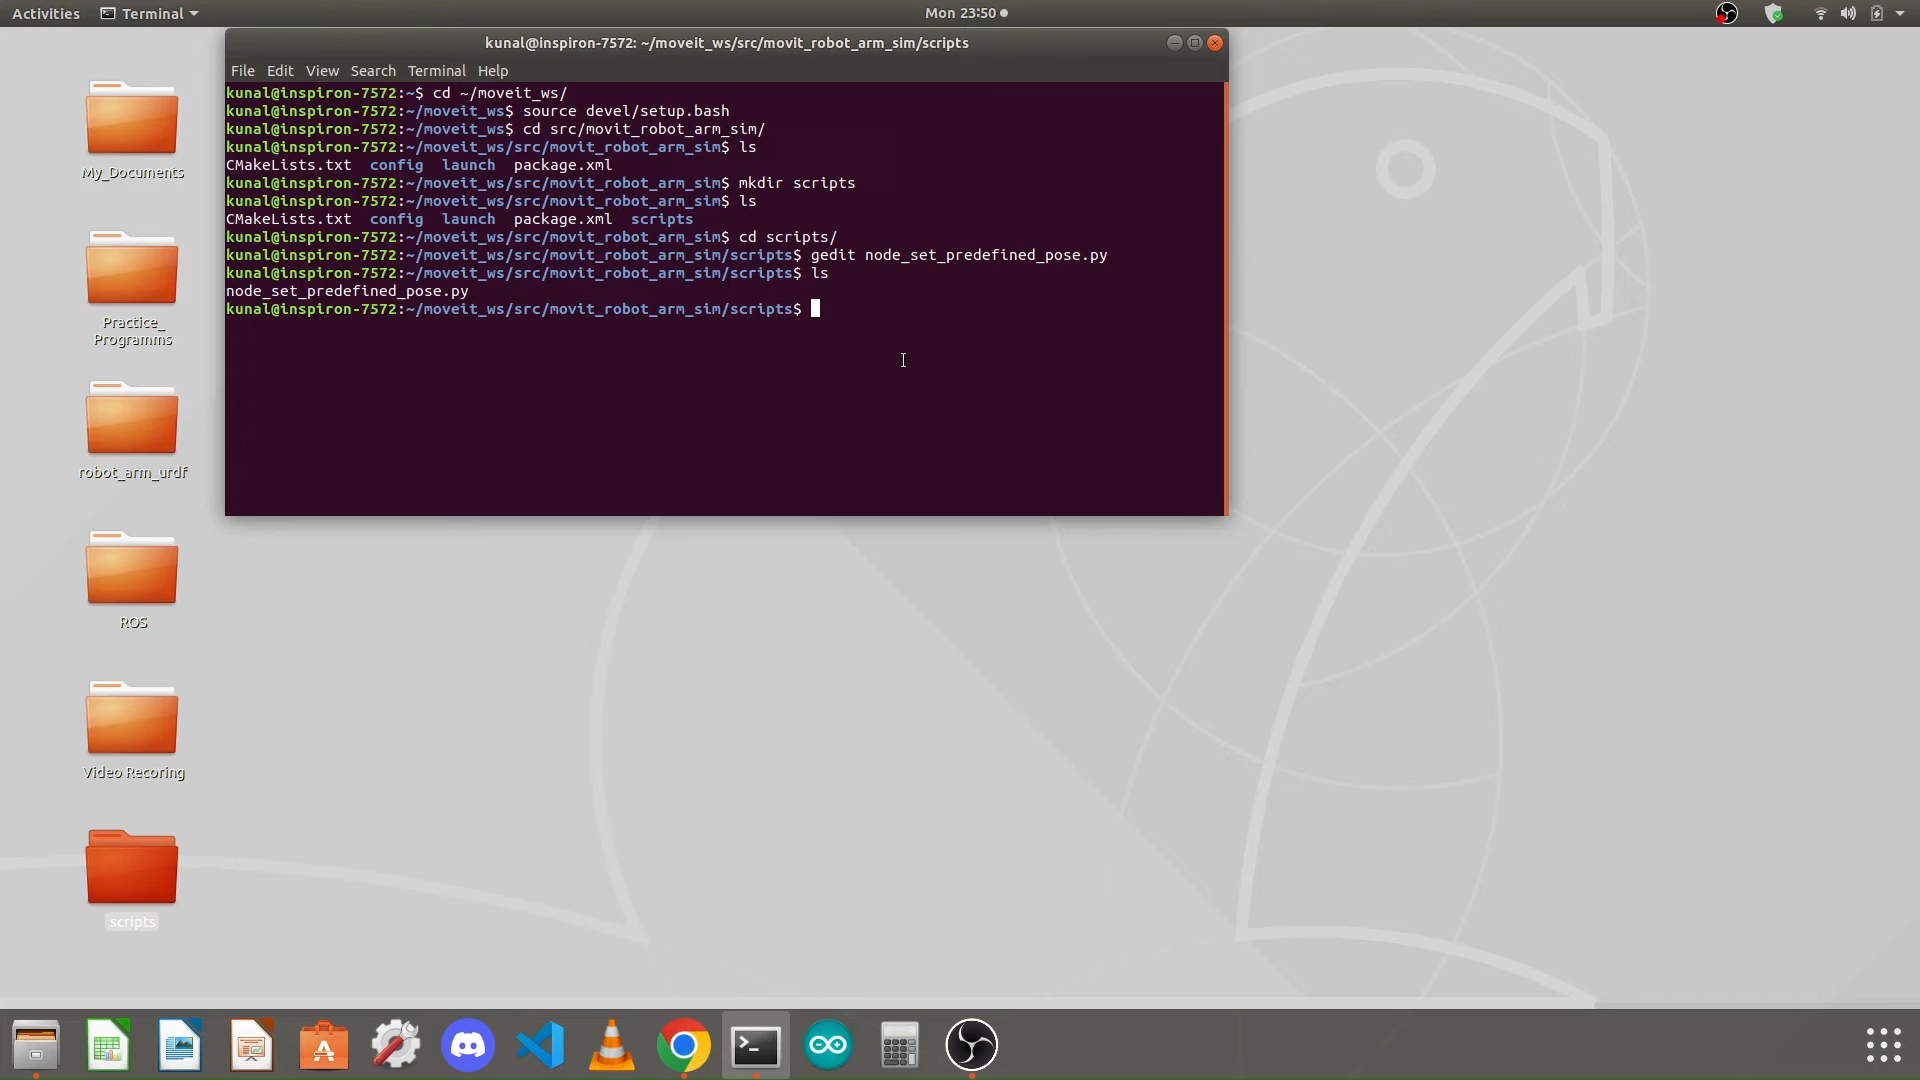 Activities Terminal Mon 23:50
kunal@inspiron-7572: ~/moveit_ws/src/movit_robot_arm_sim/scripts
File Edit View Search Terminal Help
kunal@inspiron-7572:~$ cd ~/moveit_ws/
kunal@inspiron-7572:~/moveit_ws$ source devel/setup.bash
kunal@inspiron-7572:~/moveit_ws$ cd src/movit_robot_arm_sim/
kunal@inspiron-7572:~/moveit_ws/src/movit_robot_arm_sim$ ls
CMakeLists.txt config launch package.xml
kunal@inspiron-7572:~/moveit_ws/src/movit_robot_arm_sim$ mkdir scripts
kunal@inspiron-7572:~/moveit_ws/src/movit_robot_arm_sim$ ls
CMakeLists.txt config launch package.xml scripts
kunal@inspiron-7572:~/moveit_ws/src/movit_robot_arm_sim$ cd scripts/
kunal@inspiron-7572:~/moveit_ws/src/movit_robot_arm_sim/scripts$ gedit node_set_predefined_pose.py
kunal@inspiron-7572:~/moveit_ws/src/movit_robot_arm_sim/scripts$ ls
node_set_predefined_pose.py
kunal@inspiron-7572:~/moveit_ws/src/movit_robot_arm_sim/scripts$
My_Documents
Practice_
Programms
robot_arm_urdf
ROS
Video Recoring
scripts